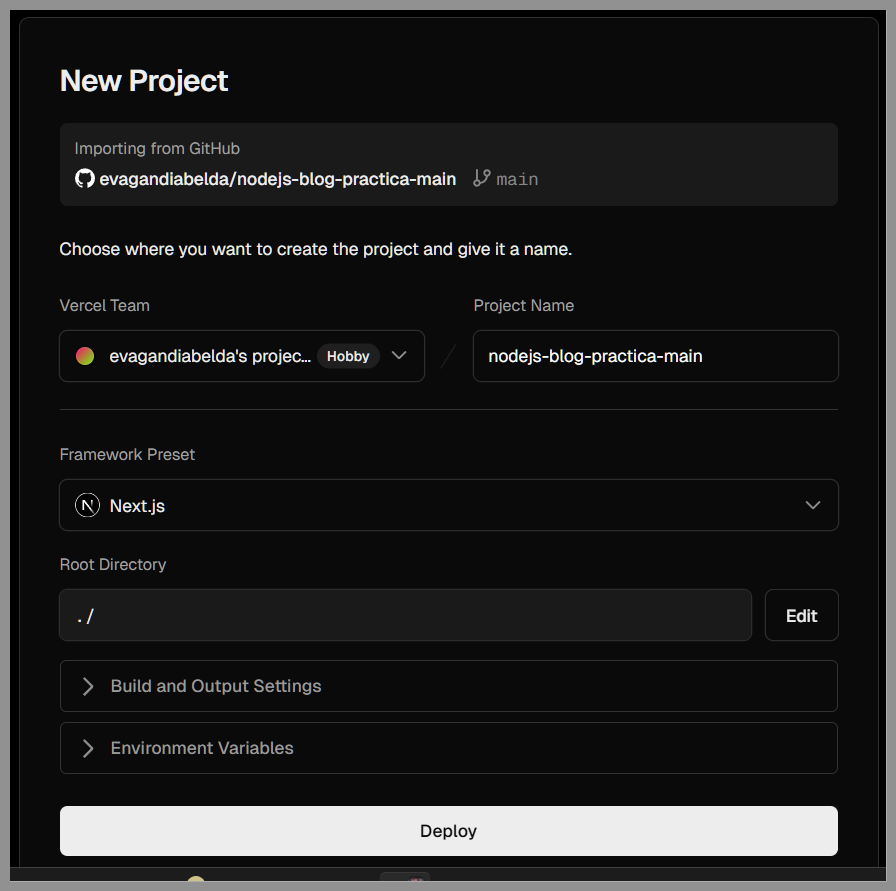 New Project
Importing from GitHub
evagandiabelda/nodejs-blog-practica-main main
Choose where you want to create the project and give it a name.
Vercel Team Project Name
evagandiabelda's projec... Hobby / nodejs-blog-practica-main
Framework Preset
N Next.js
Root Directory
./ Edit
Build and Output Settings
Environment Variables
Deploy